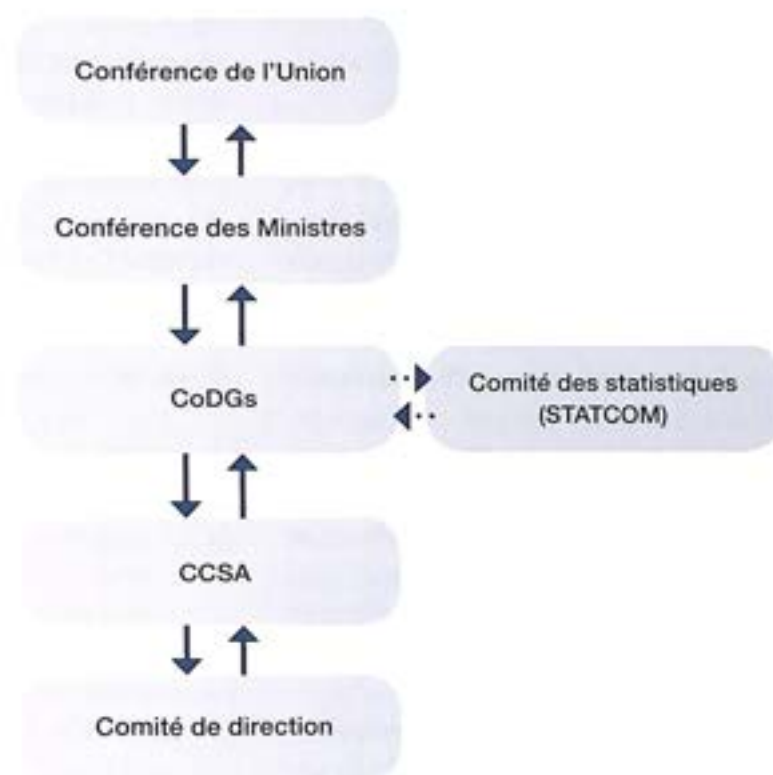 Conférence de l'Union
Conférence des Ministres
CoDGs
Comité des statistiques
(STATCOM)
CCSA
Comité de direction